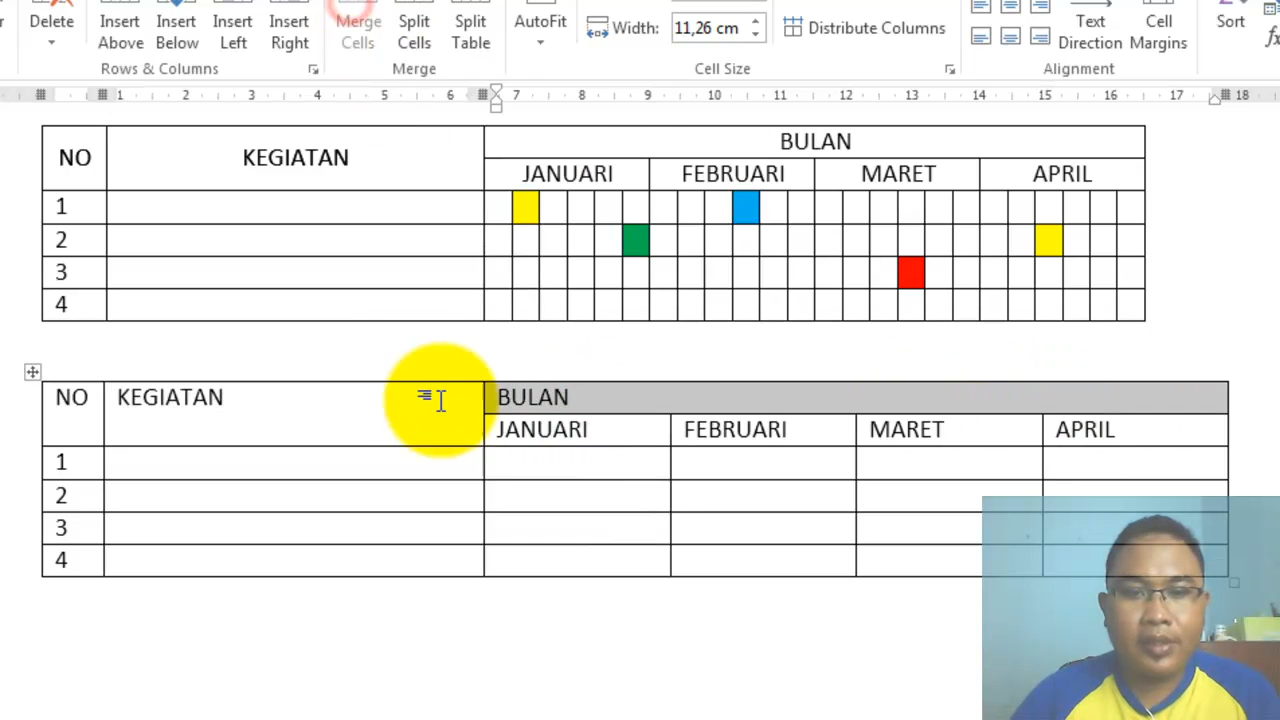 Delete
Insert Above
Insert Below
Insert Left
Insert Right
Merge Cells
Split Cells
Split Table
AutoFit
Width: 11,26 cm
Distribute Columns
Text Direction
Cell Margins
Sort
fx
Rows & Columns
Merge
Cell Size
Alignment
1 2 3 4 5 6 7 8 9 10 11 12 13 14 15 16 17 18
NO KEGIATAN BULAN
JANUARI FEBRUARI MARET APRIL
1
2
3
4
NO KEGIATAN BULAN
JANUARI FEBRUARI MARET APRIL
1
2
3
4